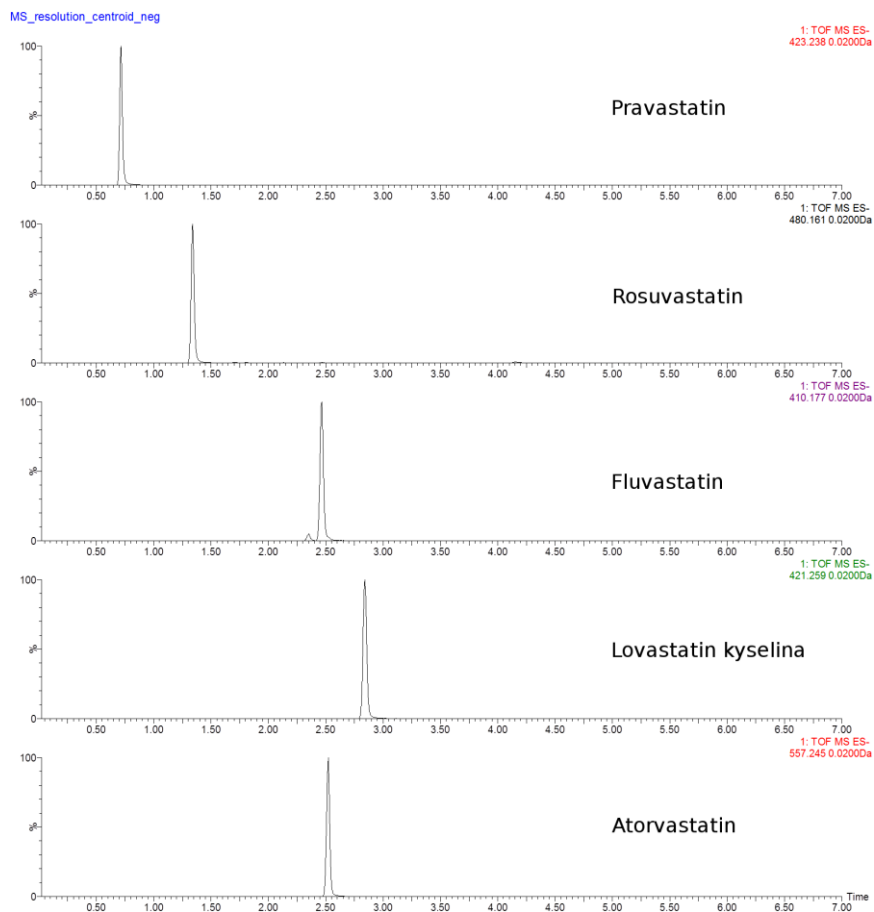 MS_resolution_centroid_neg
1: TOF MS ES-
423.238 0.0200Da
100
%
0
Pravastatin
0.50 1.00 1.50 2.00 2.50 3.00 3.50 4.00 4.50 5.00 5.50 6.00 6.50 7.00
1: TOF MS ES-
480.161 0.0200Da
100
%
0
Rosuvastatin
0.50 1.00 1.50 2.00 2.50 3.00 3.50 4.00 4.50 5.00 5.50 6.00 6.50 7.00
1: TOF MS ES-
410.177 0.0200Da
100
%
0
Fluvastatin
0.50 1.00 1.50 2.00 2.50 3.00 3.50 4.00 4.50 5.00 5.50 6.00 6.50 7.00
1: TOF MS ES-
421.259 0.0200Da
100
%
0
Lovastatin kyselina
0.50 1.00 1.50 2.00 2.50 3.00 3.50 4.00 4.50 5.00 5.50 6.00 6.50 7.00
1: TOF MS ES-
557.245 0.0200Da
100
%
0
Atorvastatin
Time
0.50 1.00 1.50 2.00 2.50 3.00 3.50 4.00 4.50 5.00 5.50 6.00 6.50 7.00